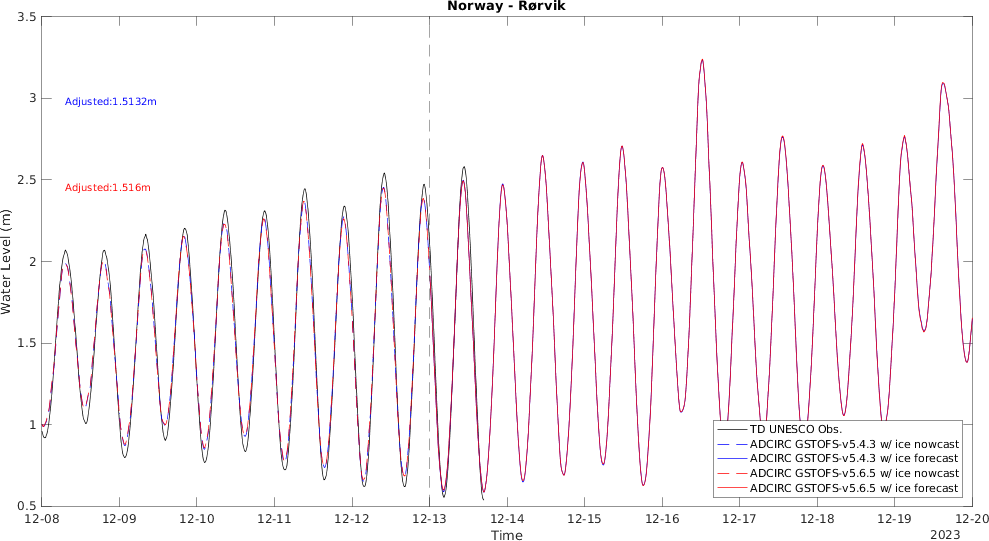 Norway - Rørvik
3.5
3
2.5
2
1.5
1
0.5
Water Level (m)
Adjusted:1.5132m
Adjusted:1.516m
TD UNESCO Obs.
ADCIRC GSTOFS-v5.4.3 w/ ice nowcast
ADCIRC GSTOFS-v5.4.3 w/ ice forecast
ADCIRC GSTOFS-v5.6.5 w/ ice nowcast
ADCIRC GSTOFS-v5.6.5 w/ ice forecast
12-08 12-09 12-10 12-11 12-12 12-13 12-14 12-15 12-16 12-17 12-18 12-19 12-20
Time
2023